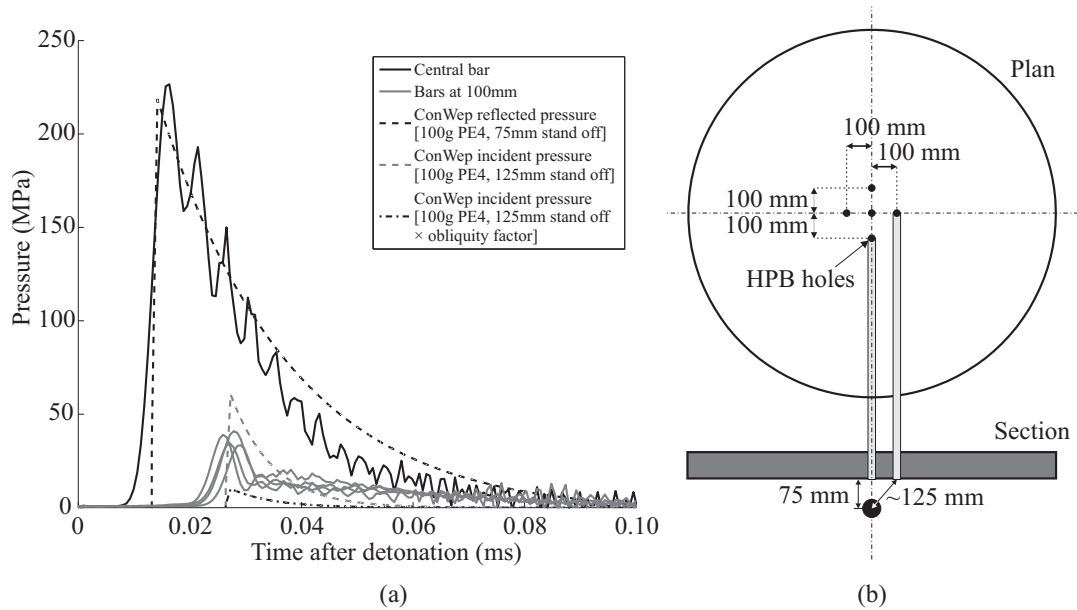 250
200
150
100
50
0
Pressure (MPa)
0
0.02
0.04
0.06
0.08
0.10
Time after detonation (ms)
Central bar
Bars at 100mm
ConWep reflected pressure
[100g PE4, 75mm stand off]
ConWep incident pressure
[100g PE4, 125mm stand off]
ConWep incident pressure
[100g PE4, 125mm stand off
× obliquity factor]
(a)
Plan
100 mm
100 mm
100 mm
100 mm
HPB holes
Section
75 mm
~125 mm
(b)